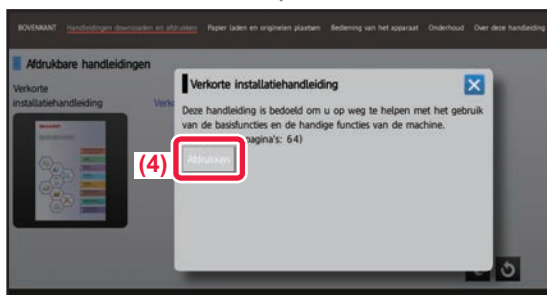 BOVENKANT Handleidingen downloaden en afdrukken Papier laden en originelen plaatsen Bediening van het apparaat Onderhoud Over deze handleiding
Afdrukbare handleidingen
Verkorte
installatiehandleiding
Verkorte installatiehandleiding
Deze handleiding is bedoeld om u op weg te helpen met het gebruik
van de basisfuncties en de handige functies van de machine.
pagina's: 64)
(4)
Afdrukken